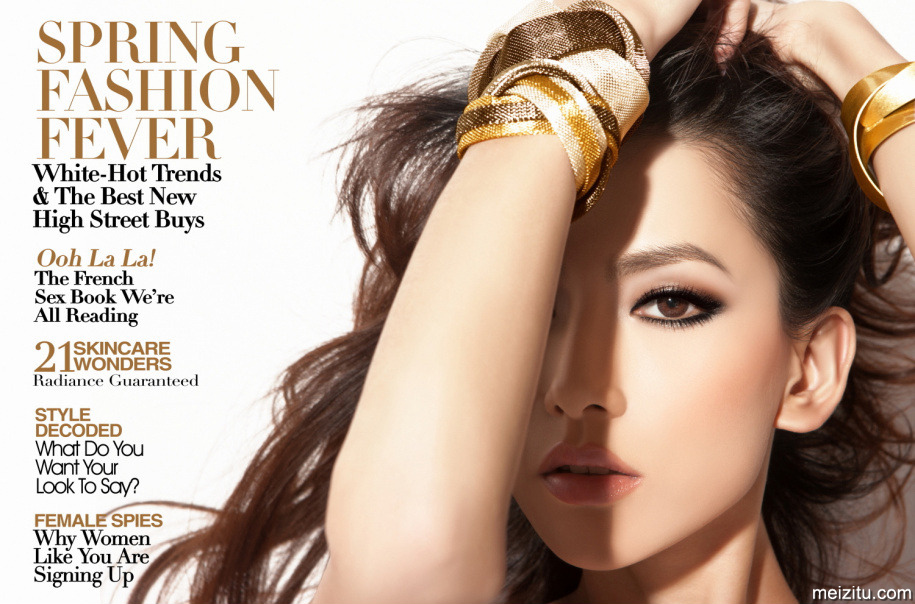 SPRING
FASHION
FEVER
White-Hot Trends
& The Best New
High Street Buys
Ooh La La!
The French
Sex Book We're
All Reading
21 SKINCARE
WONDERS
Radiance Guaranteed
STYLE
DECODED
What Do You
Want Your
Look To Say?
FEMALE SPIES
Why Women
Like You Are
Signing Up
meizitu.com